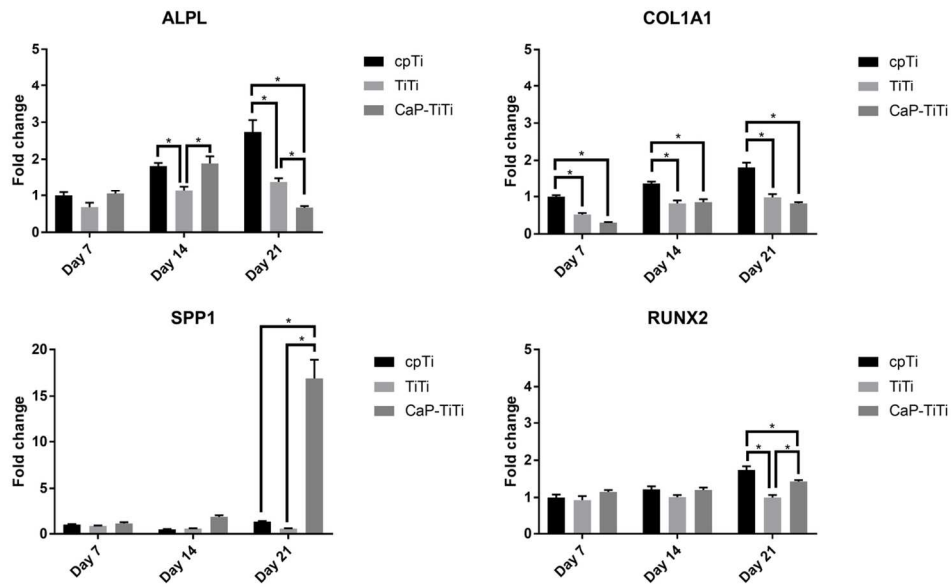 ALPL
Fold change
5
4
3
2
1
0
* * * * *
Day 7
Day 14
Day 21
cpTi
TiTi
CaP-TiTi
COL1A1
Fold change
5
4
3
2
1
0
* * * * * *
Day 7
Day 14
Day 21
cpTi
TiTi
CaP-TiTi
SPP1
Fold change
20
15
10
5
0
* *
Day 7
Day 14
Day 21
cpTi
TiTi
CaP-TiTi
RUNX2
Fold change
5
4
3
2
1
0
* * *
Day 7
Day 14
Day 21
cpTi
TiTi
CaP-TiTi